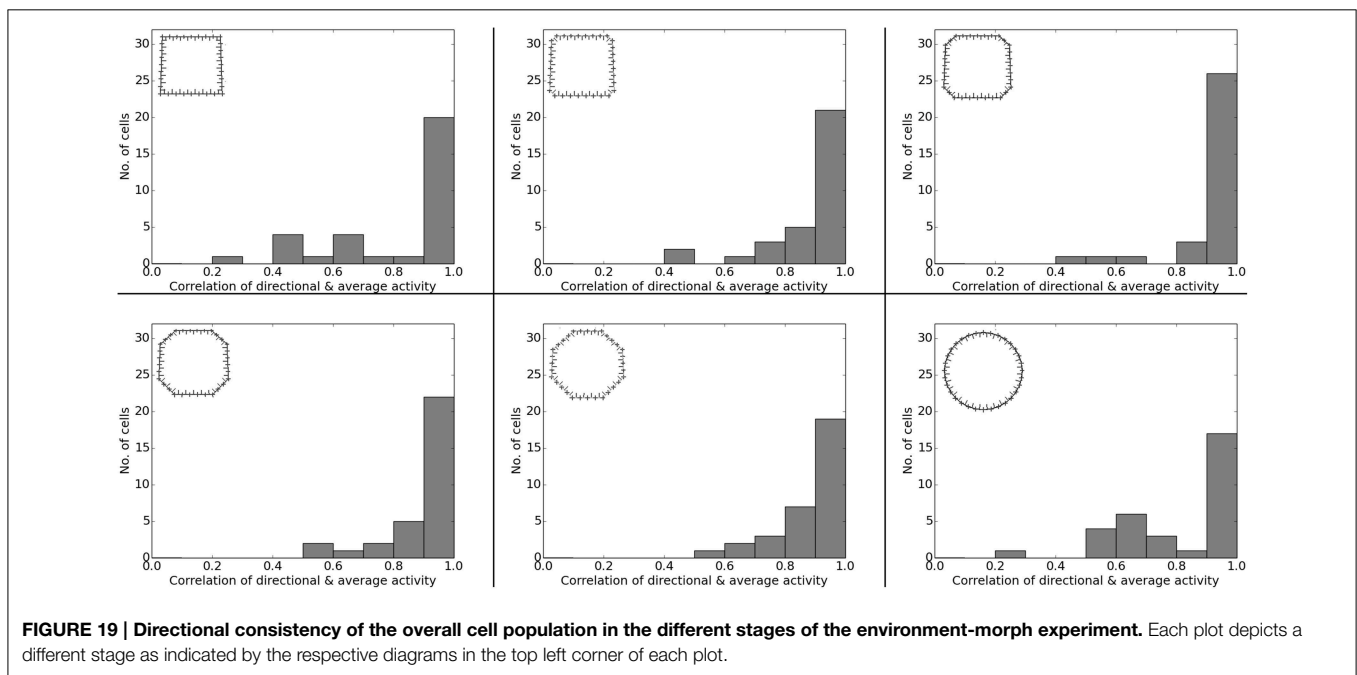 30
25
20
15
10
5
0
No. of cells
0.0 0.2 0.4 0.6 0.8 1.0
Correlation of directional & average activity
30
25
20
15
10
5
0
No. of cells
0.0 0.2 0.4 0.6 0.8 1.0
Correlation of directional & average activity
30
25
20
15
10
5
0
No. of cells
0.0 0.2 0.4 0.6 0.8 1.0
Correlation of directional & average activity
30
25
20
15
10
5
0
No. of cells
0.0 0.2 0.4 0.6 0.8 1.0
Correlation of directional & average activity
30
25
20
15
10
5
0
No. of cells
0.0 0.2 0.4 0.6 0.8 1.0
Correlation of directional & average activity
30
25
20
15
10
5
0
No. of cells
0.0 0.2 0.4 0.6 0.8 1.0
Correlation of directional & average activity
FIGURE 19 | Directional consistency of the overall cell population in the different stages of the environment-morph experiment. Each plot depicts a
different stage as indicated by the respective diagrams in the top left corner of each plot.